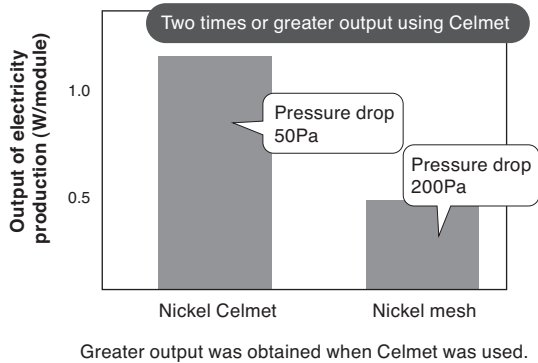 Two times or greater output using Celmet
Output of electricity
production (W/module)
1.0
0.5
Pressure drop
50Pa
Pressure drop
200Pa
Nickel Celmet
Nickel mesh
Greater output was obtained when Celmet was used.